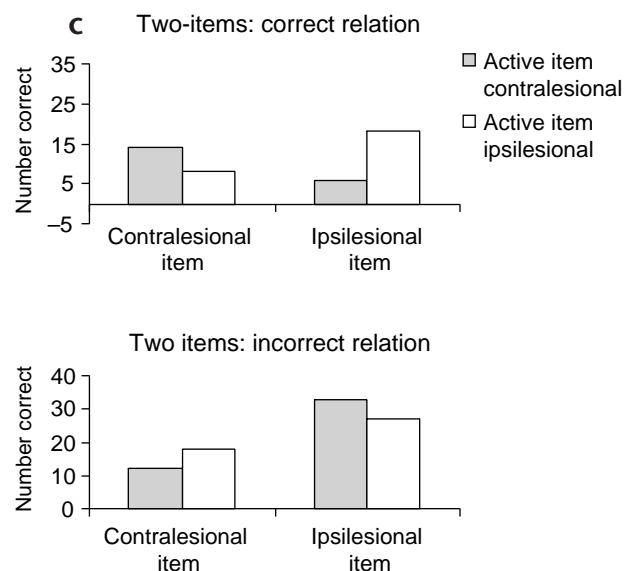 c Two-items: correct relation
35
25
15
5
–5
Number correct
Contralesional
item
Ipsilesional
item
Active item
contralesional
Active item
ipsilesional
Two items: incorrect relation
40
30
20
10
0
Number correct
Contralesional
item
Ipsilesional
item